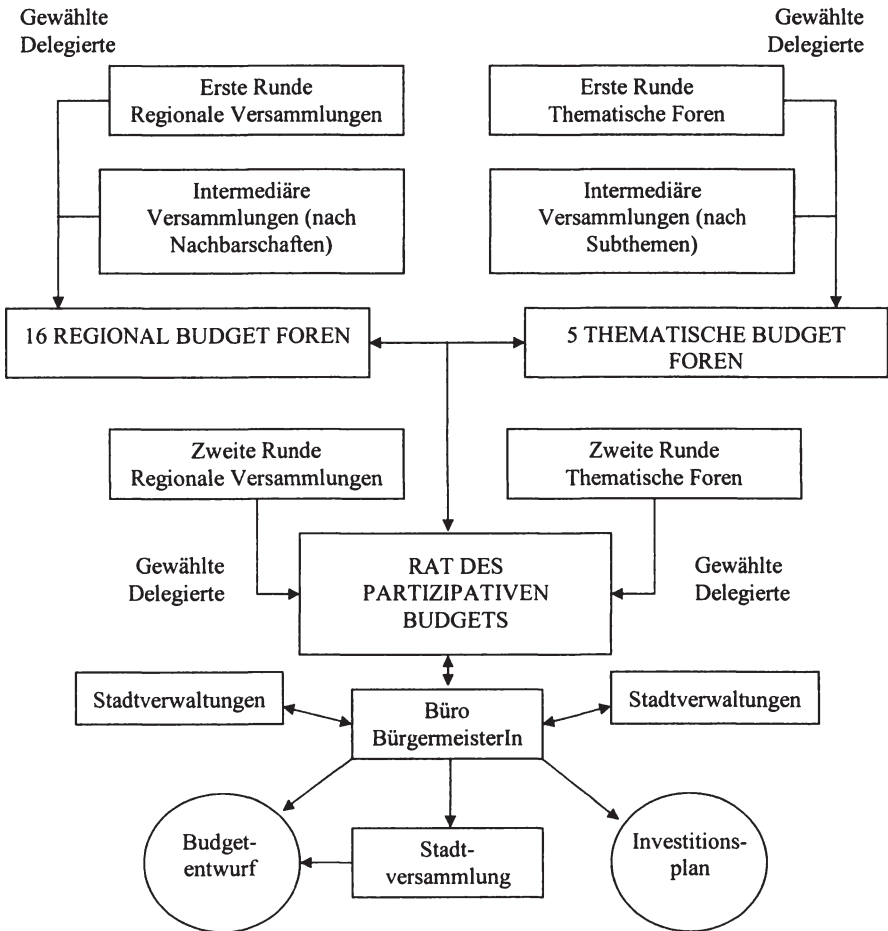 Gewählte
Delegierte
Gewählte
Delegierte
Erste Runde
Regionale Versammlungen
Erste Runde
Thematische Foren
Intermediäre
Versammlungen (nach
Nachbarschaften)
Intermediäre
Versammlungen (nach
Subthemen)
16 REGIONAL BUDGET FOREN
5 THEMATISCHE BUDGET
FOREN
Zweite Runde
Regionale Versammlungen
Zweite Runde
Thematische Foren
Gewählte
Delegierte
RAT DES
PARTIZIPATIVEN
BUDGETS
Gewählte
Delegierte
Stadtverwaltungen
Büro
BürgermeisterIn
Stadtverwaltungen
Budget-
entwurf
Stadt-
versammlung
Investitions-
plan